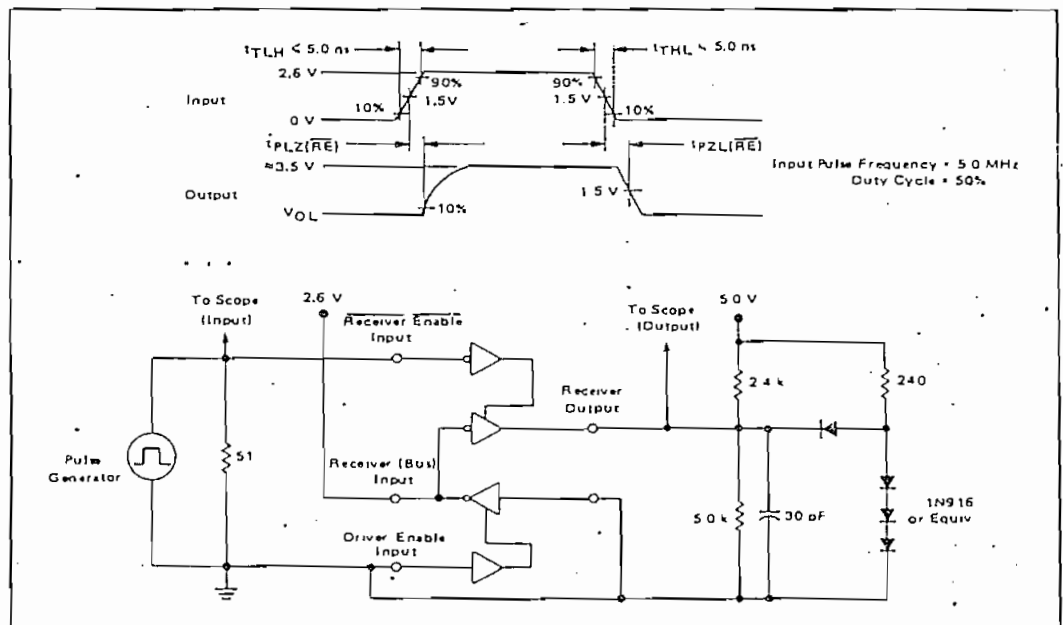 tTLH < 5.0 ns
tTHL < 5.0 ns
2.6 V
90%
90%
Input
1.5V
1.5 V
10%
10%
0 V
tPLZ(RE)
tPZL(RE)
≈3.5 V
Input Pulse Frequency = 5.0 MHz
Duty Cycle = 50%
Output
1.5 V
VOL
10%
To Scope
(Input)
2.6 V
Receiver Enable
Input
To Scope
(Output)
5.0 V
2.4 k
240
Receiver
Output
Pulse
Generator
51
Receiver (Bus)
Input
5.0 k
30 pF
1N916
or Equiv
Driver Enable
Input